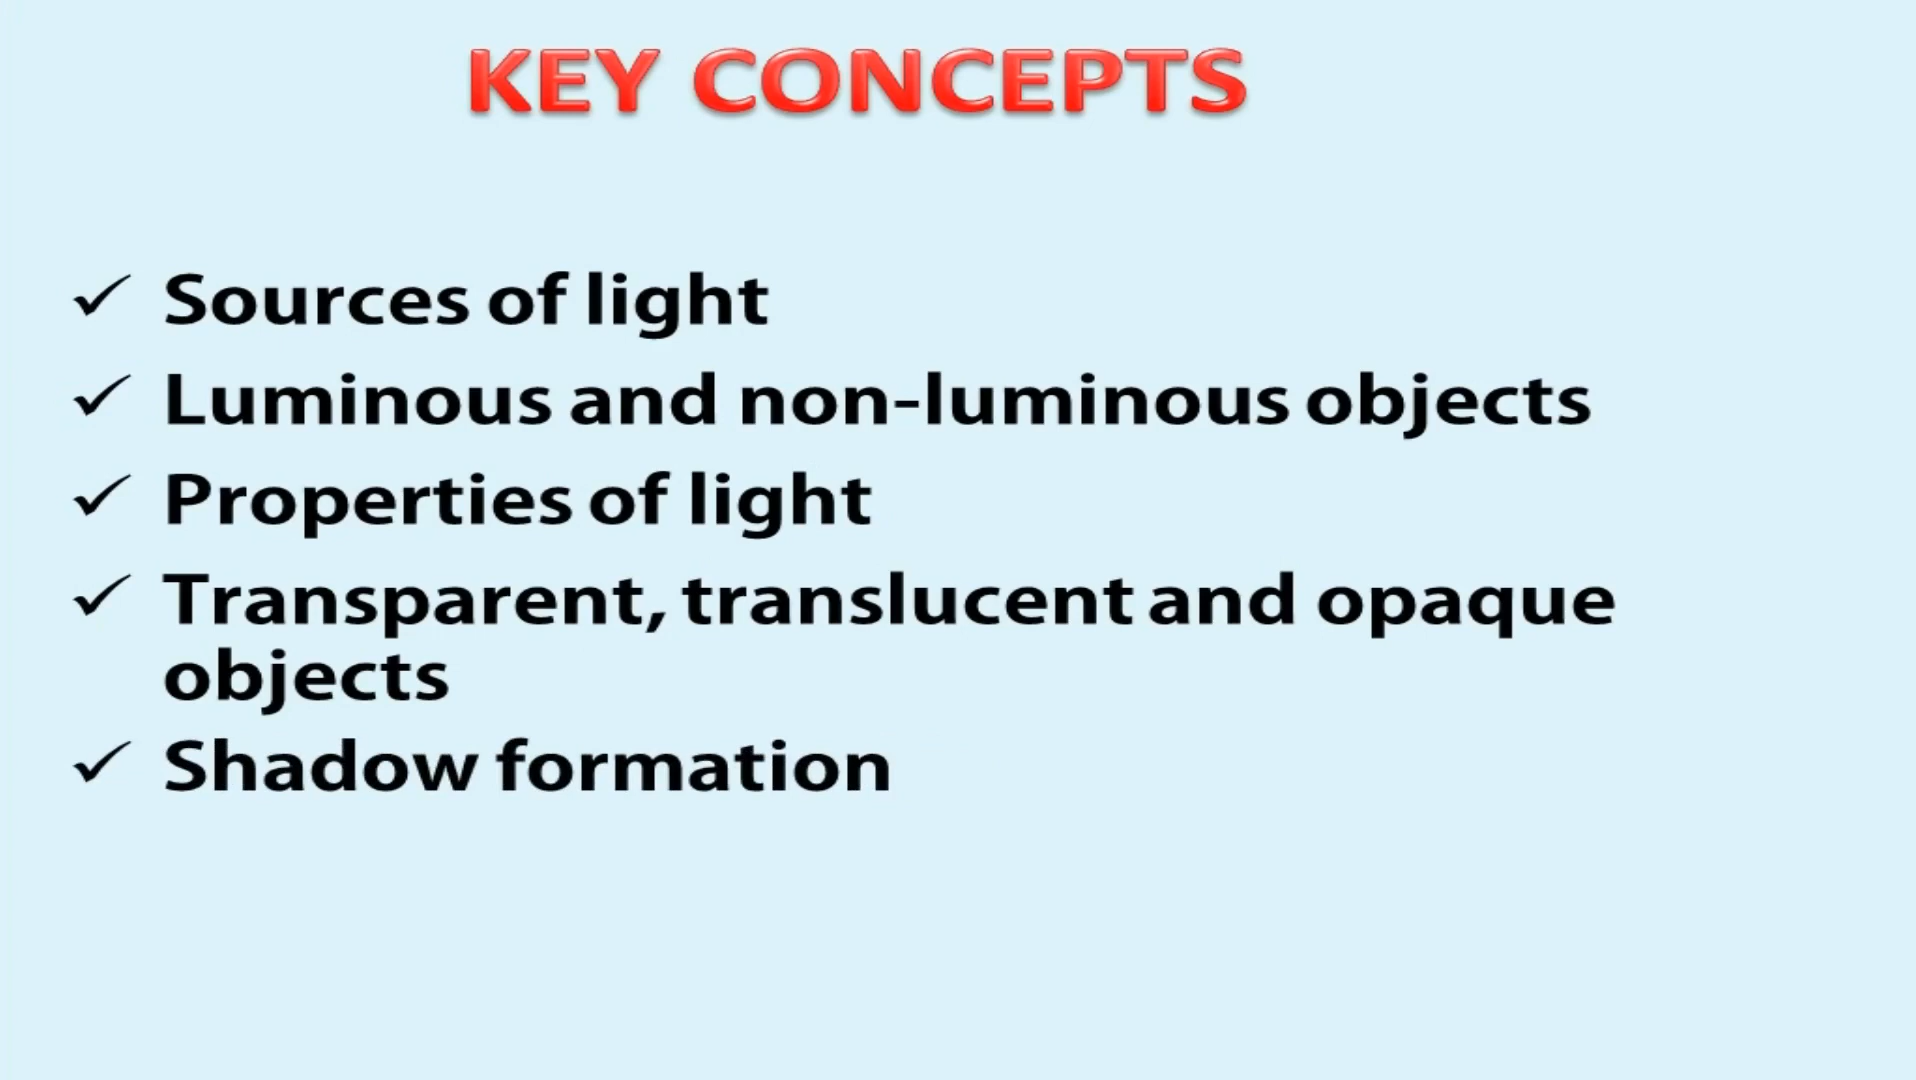 KEY CONCEPTS
✓ Sources of light
✓ Luminous and non-luminous objects
✓ Properties of light
✓ Transparent, translucent and opaque
objects
✓ Shadow formation